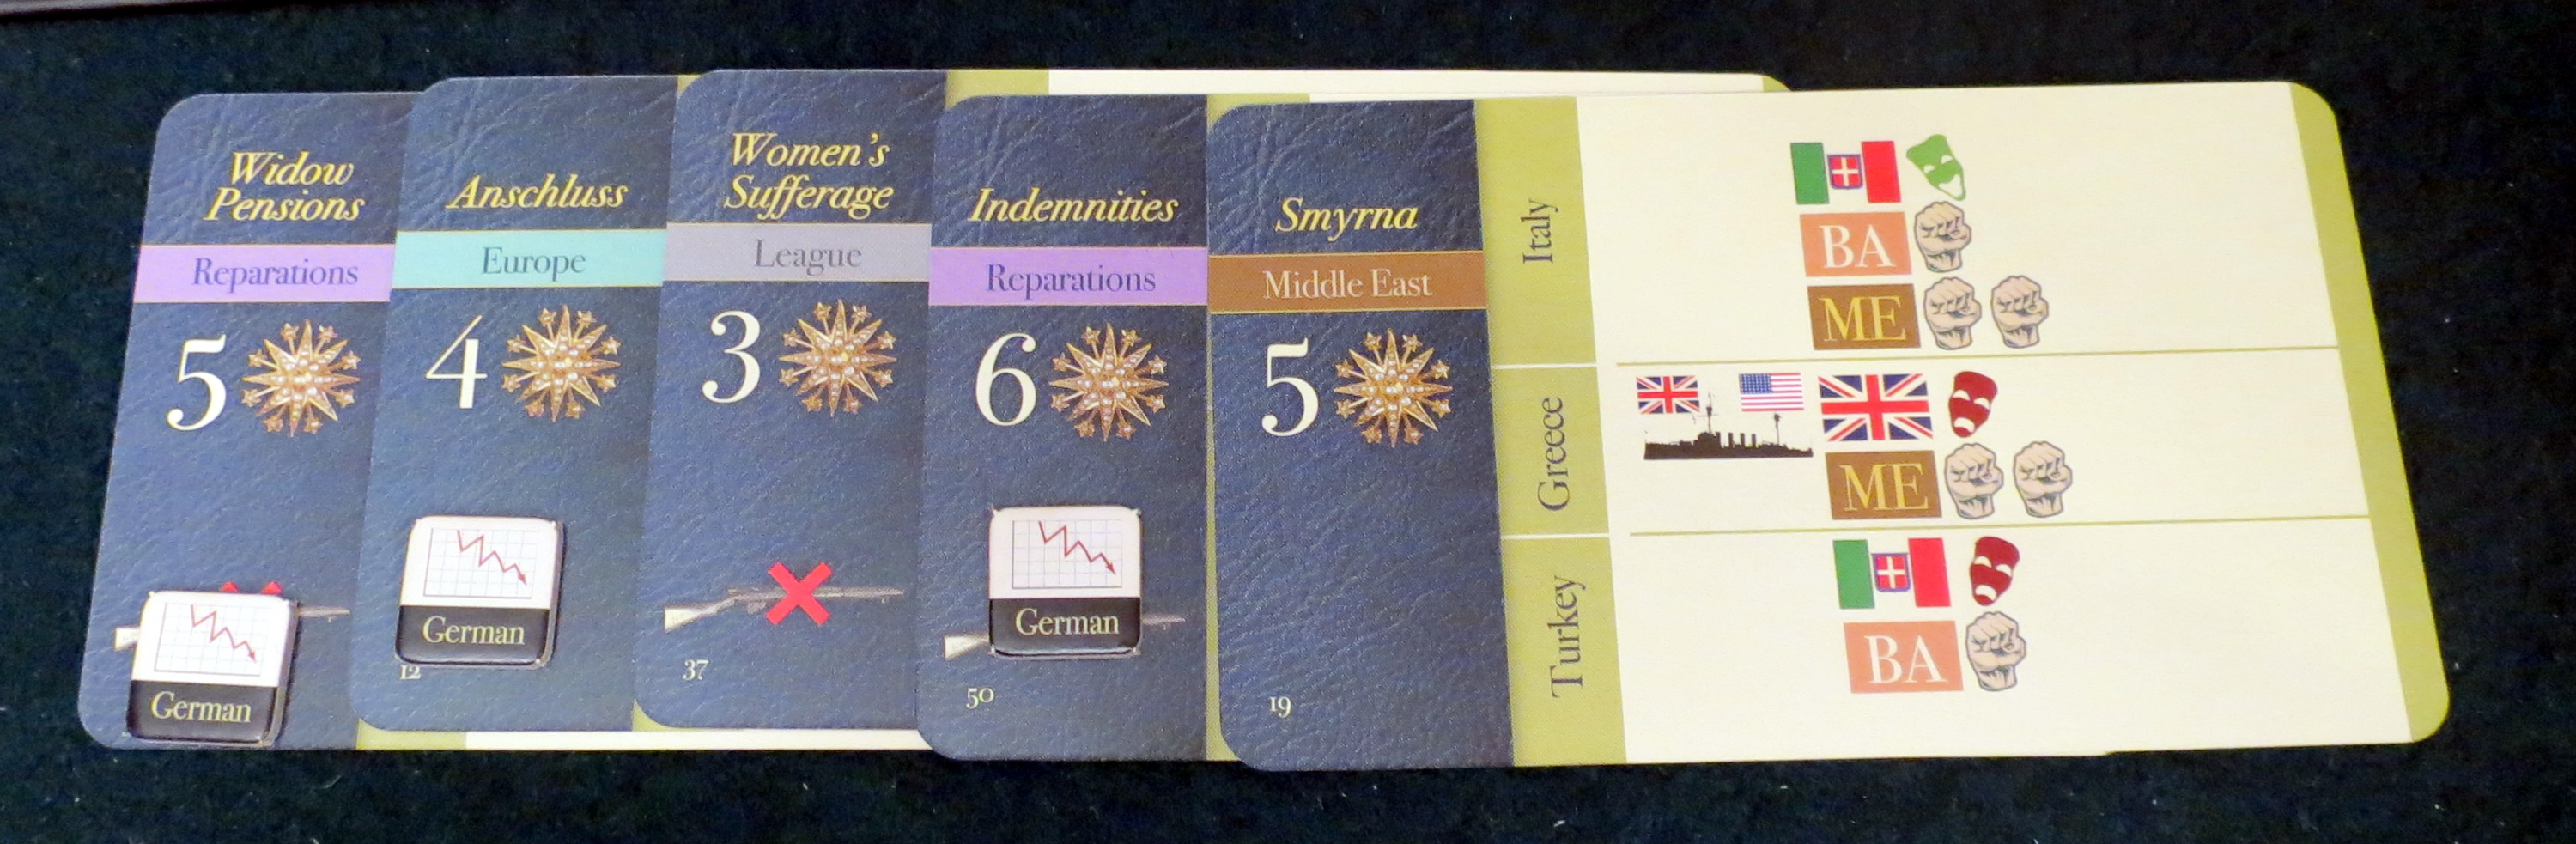 Widow
Pensions
Reparations
5
German
Anschluss
Europe
4
German
12
Women's
Sufferage
League
3
37
Indemnities
Reparations
6
German
50
Smyrna
Middle East
5
19
Italy
BA
ME
Greece
ME
Turkey
BA